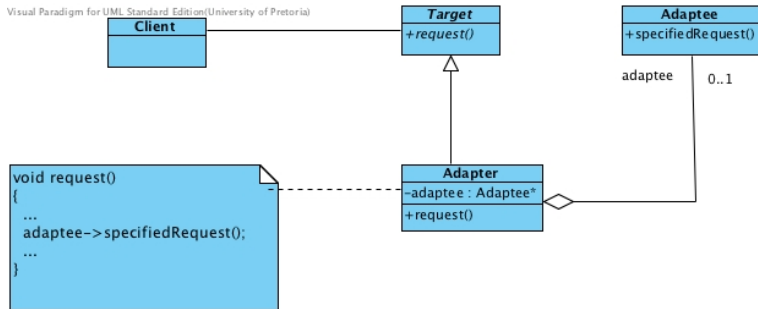 Visual Paradigm for UML Standard Edition(University of Pretoria)
Client
Target
+request()
Adaptee
+specifiedRequest()
adaptee
0..1
Adapter
-adaptee : Adaptee*
+request()
void request()
{
...
adaptee->specifiedRequest();
...
}